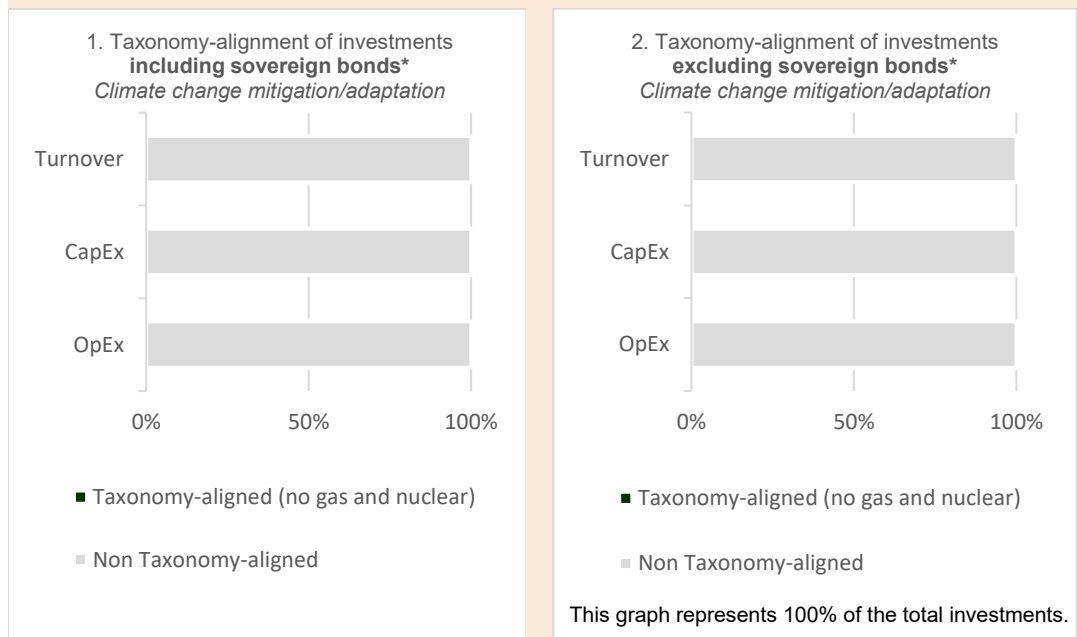 1. Taxonomy-alignment of investments
including sovereign bonds*
Climate change mitigation/adaptation
Turnover
CapEx
OpEx
0% 50% 100%
Taxonomy-aligned (no gas and nuclear)
Non Taxonomy-aligned
2. Taxonomy-alignment of investments
excluding sovereign bonds*
Climate change mitigation/adaptation
Turnover
CapEx
OpEx
0% 50% 100%
Taxonomy-aligned (no gas and nuclear)
Non Taxonomy-aligned
This graph represents 100% of the total investments.